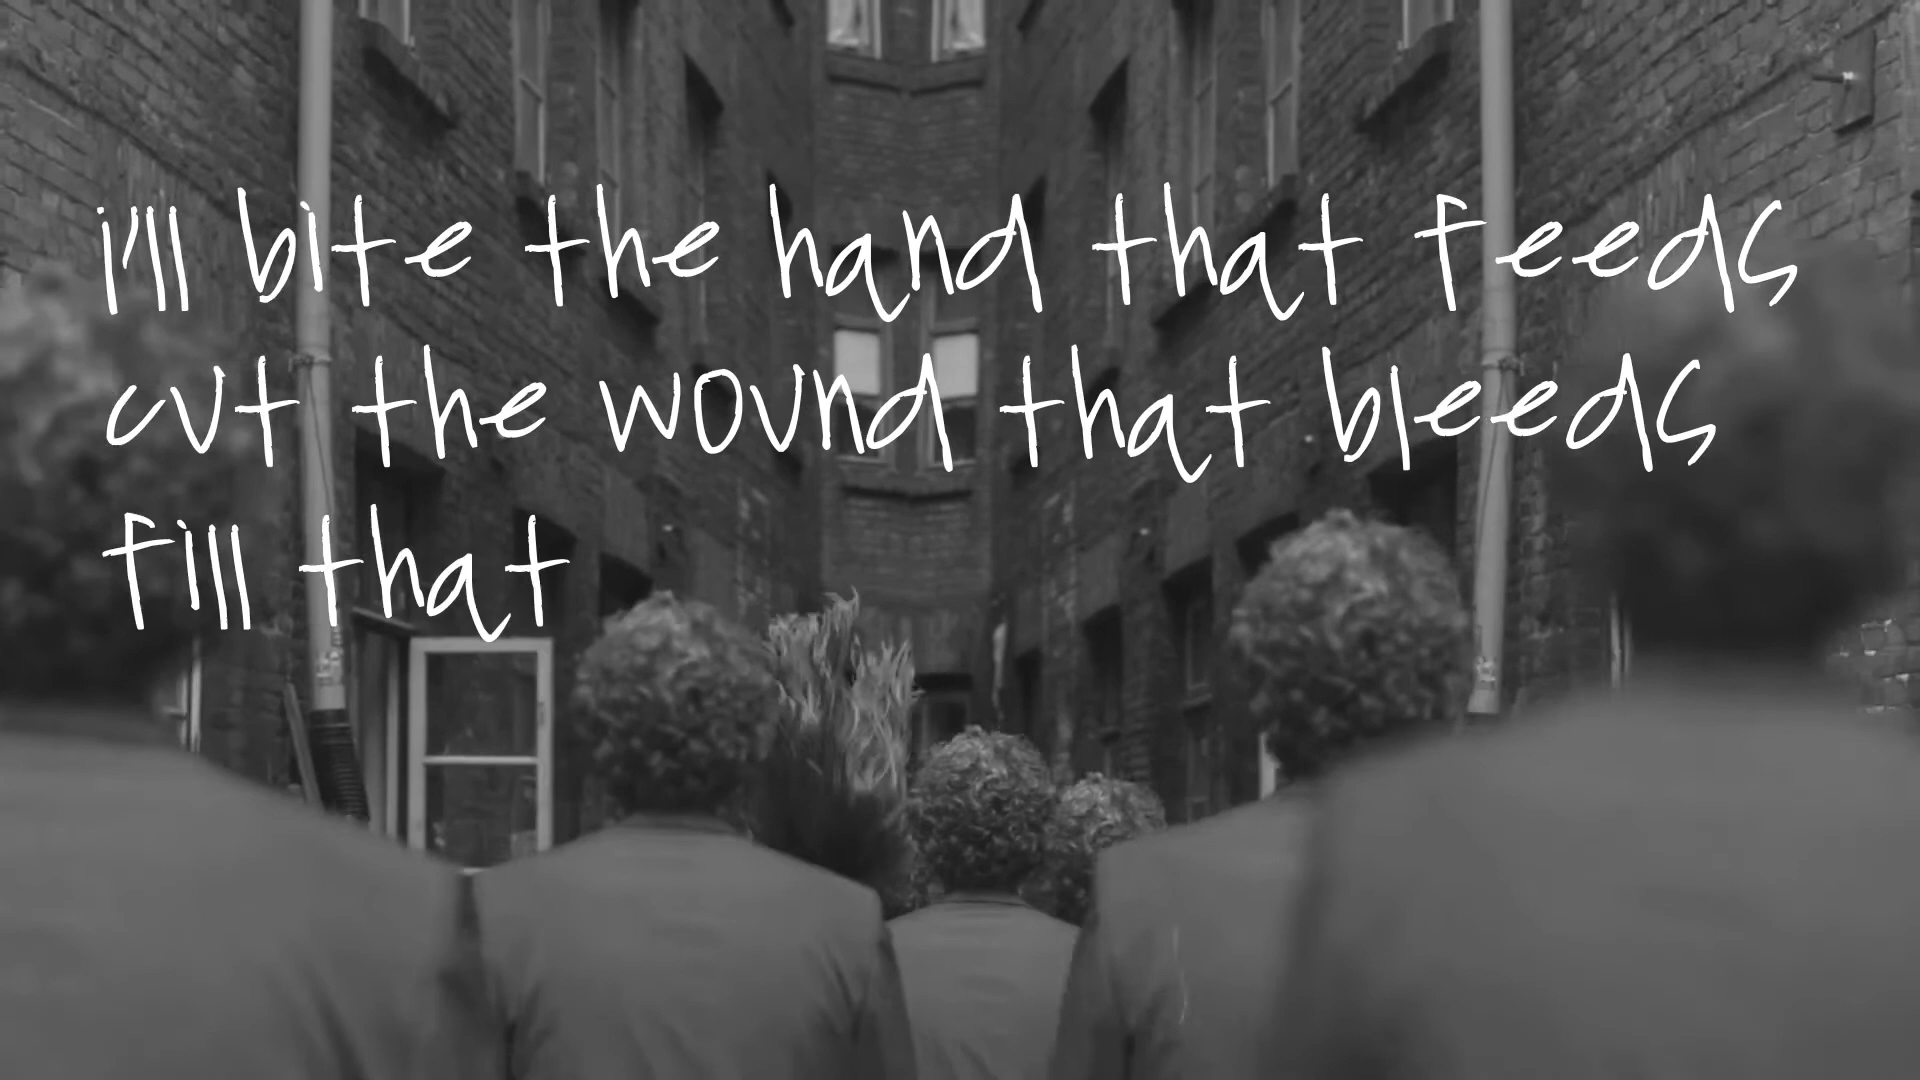 i'll bite the hand that feeds
cut the wound that bleeds
fill that